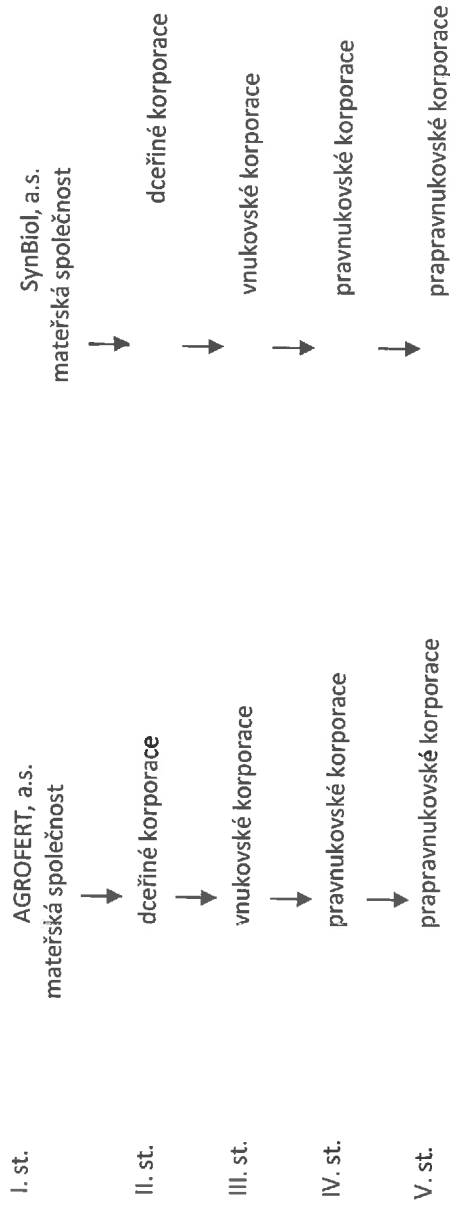 I. st.
AGROFERT, a.s.
mateřská společnost
SynBiol, a.s.
mateřská společnost
II. st.
dceřiné korporace
dceřiné korporace
III. st.
vnukovské korporace
vnukovské korporace
IV. st.
pravnukovské korporace
pravnukovské korporace
V. st.
prapravnukovské korporace
prapravnukovské korporace